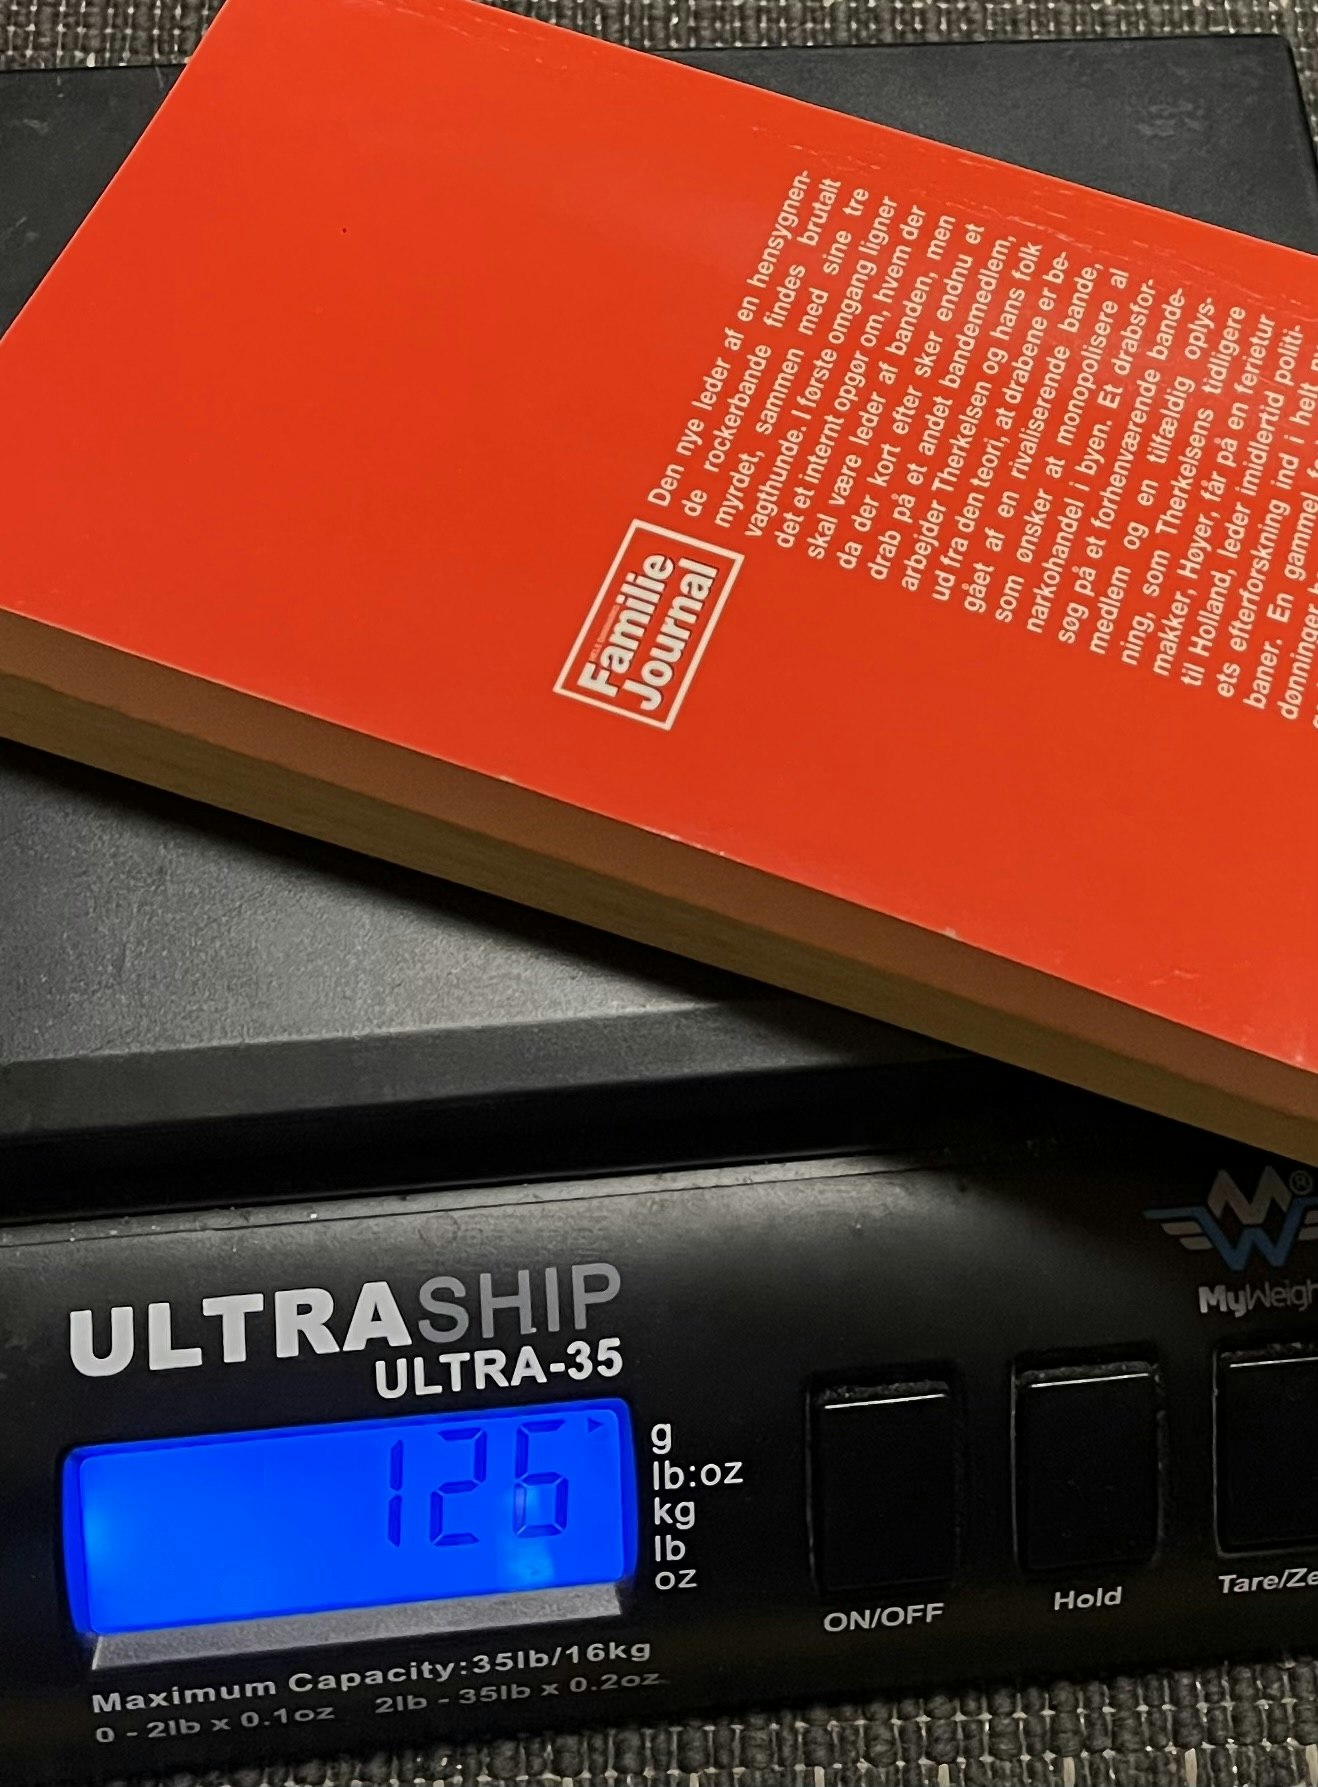 Familie
Journal
Den nye leder af en hensygnen-
de rockerbande findes brutalt
myrdet, sammen med sine tre
vagthunde. I første omgang ligner
det et internt opgør om, hvem der
skal være leder af banden, men
da der kort efter sker endnu et
drab på et andet bandemedlem,
arbejder Therkelsen og hans folk
ud fra den teori, at drabene er be-
gået af en rivaliserende bande,
som ønsker at monopolisere al
narkohandel i byen. Et drabsfor-
søg på et forhenværende bande-
medlem og en tilfældig oplys-
ning, som Therkelsens tidligere
makker, Høyer, får på en ferietur
til Holland, leder imidlertid politi-
ets efterforskning ind i helt
baner. En gammel
dønninger
MyWeigh
ULTRASHIP
ULTRA-35
126
g
lb:oz
kg
lb
oz
ON/OFF
Hold
Tare/Ze
Maximum Capacity:35lb/16kg
0 - 2lb x 0.1oz 2lb - 35lb x 0.2oz